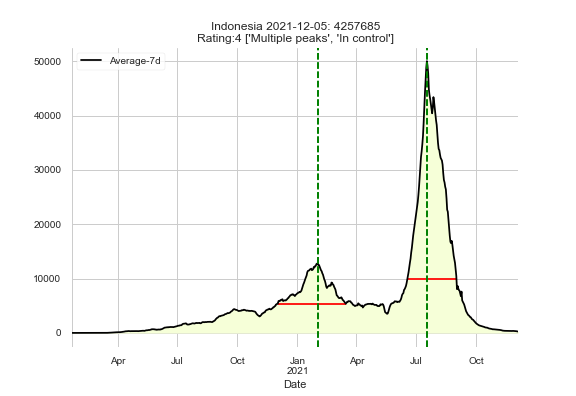 Indonesia 2021-12-05: 4257685
Rating:4 ['Multiple peaks', 'In control']
Average-7d
50000
40000
30000
20000
10000
0
Apr Jul Oct Jan Apr Jul Oct
2021
Date